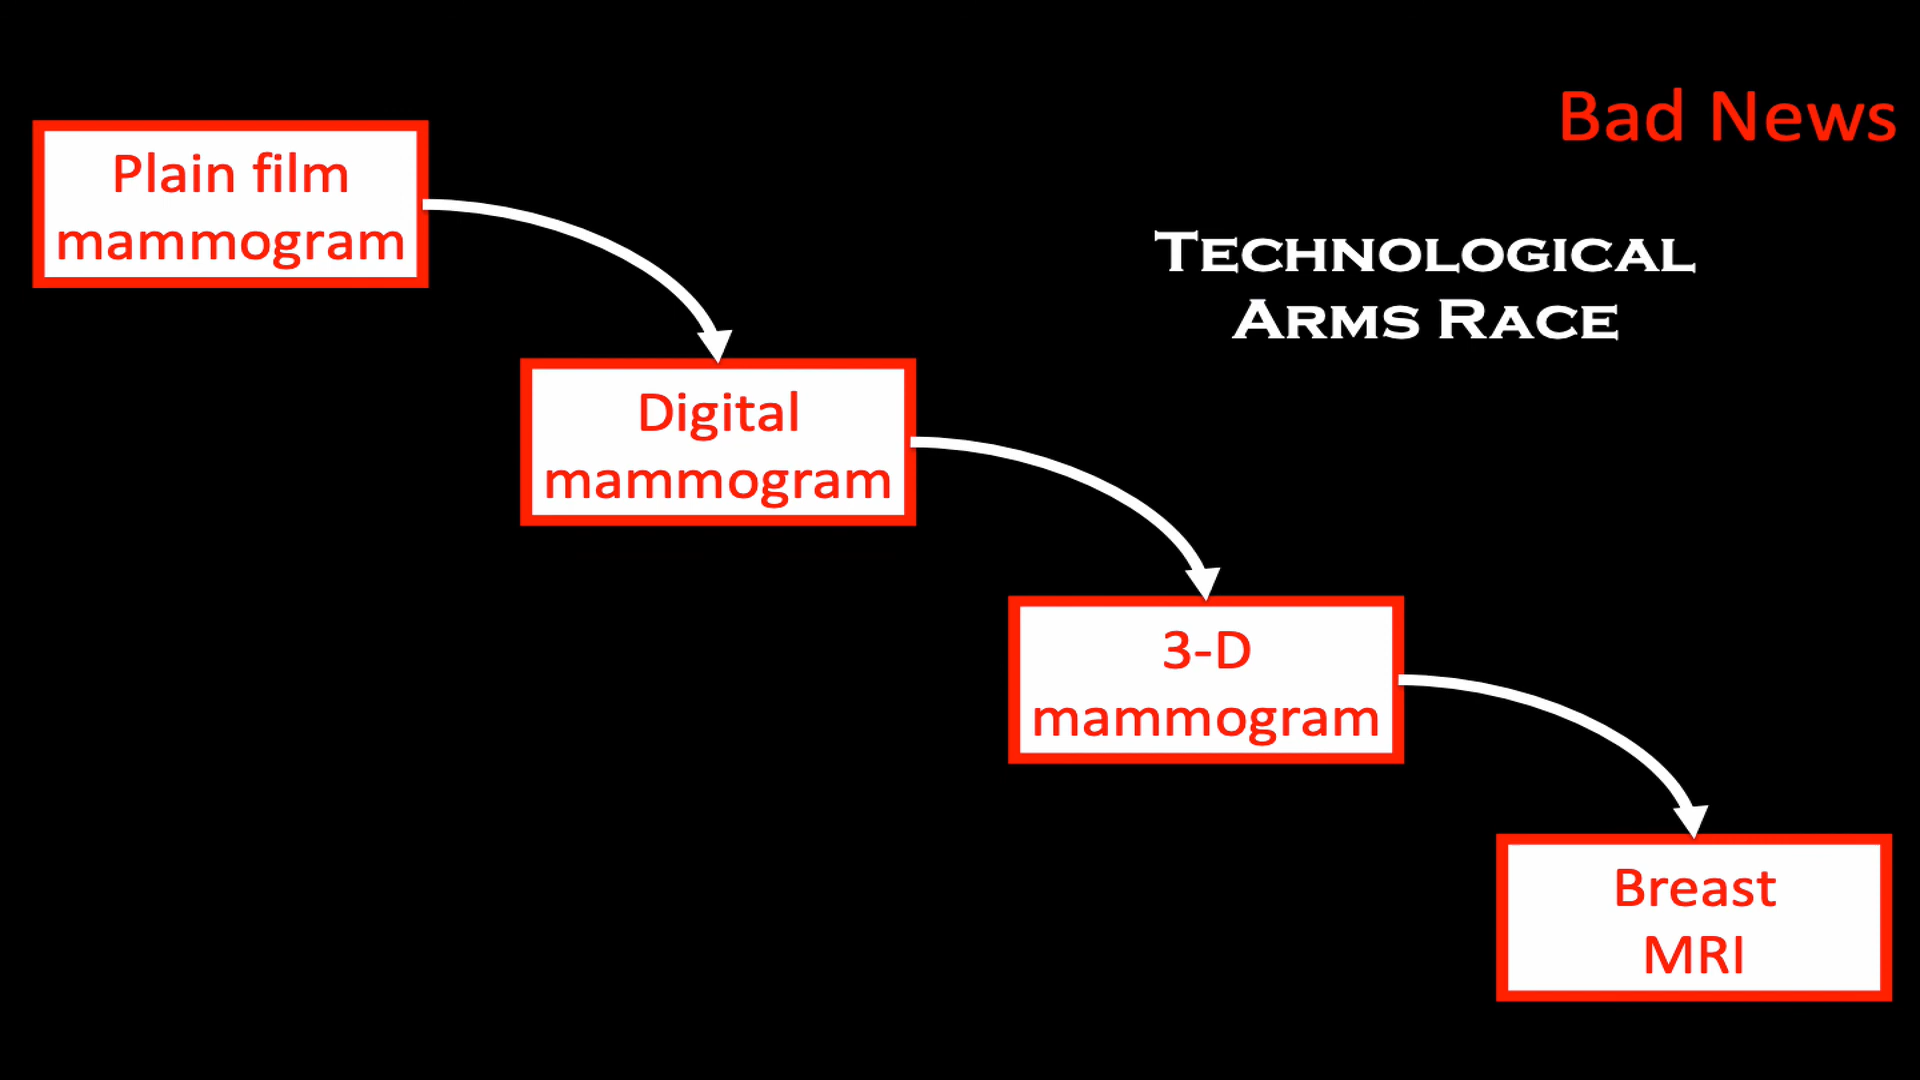 Bad News
Plain film
mammogram
TECHNOLOGICAL
ARMS RACE
Digital
mammogram
3-D
mammogram
Breast
MRI